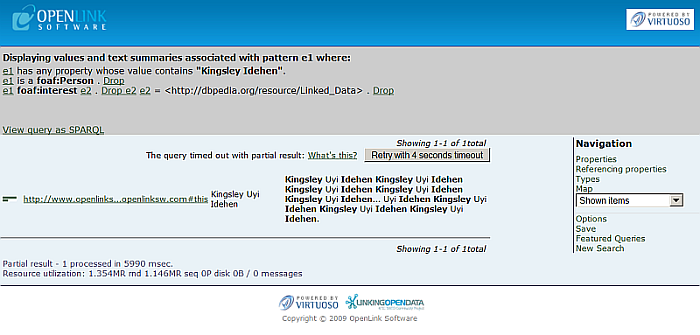 OPENLINK
SOFTWARE
POWERED BY
VIRTUOSO
Displaying values and text summaries associated with pattern e1 where:
e1 has any property whose value contains "Kingsley Idehen".
e1 is a foaf:Person . Drop
e1 foaf:interest e2 . Drop e2 e2 = <http://dbpedia.org/resource/Linked_Data> . Drop
View query as SPARQL
Showing 1-1 of 1total
The query timed out with partial result: What's this? Retry with 4 seconds timeout
http://www.openlinks...openlinksw.com#this
Kingsley Uyi
Idehen
Kingsley Uyi Idehen Kingsley Uyi Idehen
Kingsley Uyi Idehen Kingsley Uyi Idehen
Kingsley Uyi Idehen... Uyi Idehen Kingsley Uyi
Idehen Kingsley Uyi Idehen Kingsley Uyi
Idehen.
Showing 1-1 of 1total
Navigation
Properties
Referencing properties
Types
Map
Shown items
Options
Save
Featured Queries
New Search
Partial result - 1 processed in 5990 msec.
Resource utilization: 1.354MR rnd 1.146MR seq 0P disk 0B / 0 messages
POWERED BY
VIRTUOSO
LINKINGOPENDATA
Copyright © 2009 OpenLink Software